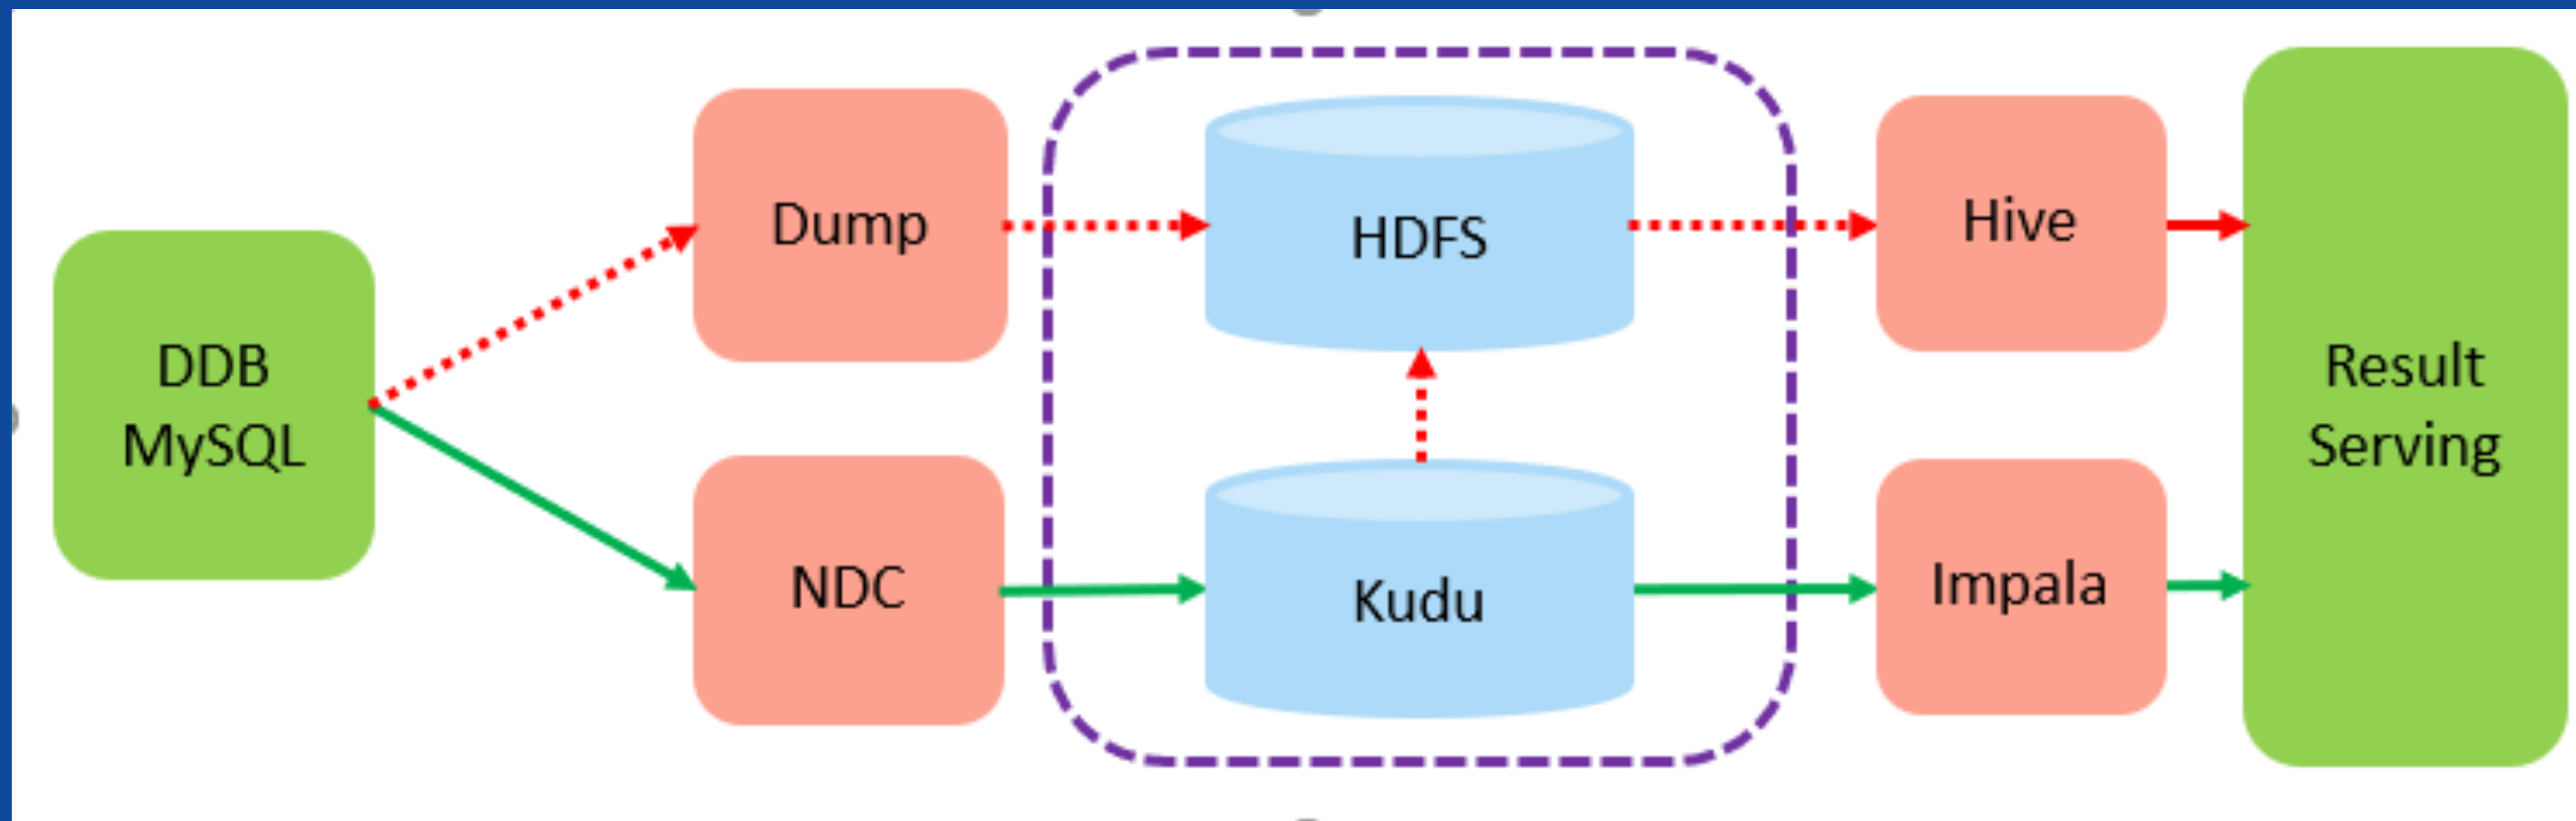 DDB
MySQL
Dump
NDC
HDFS
Kudu
Hive
Impala
Result
Serving